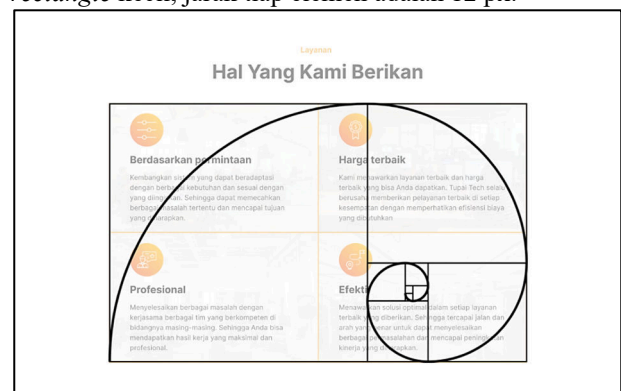 rectangle jarak tiap elemen adalah 12 px.
Layanan
Hal Yang Kami Berikan
Berdasarkan permintaan
Kembangkan sistem yang dapat beradaptasi
dengan berbagai kebutuhan dan sesuai dengan
yang diinginkan. Sehingga dapat memecahkan
berbagai masalah tertentu dan mencapai tujuan
yang diharapkan.
Harga terbaik
Kami menawarkan layanan terbaik dan harga
terbaik yang bisa Anda dapatkan. Tupai Tech selalu
berusaha memberikan pelayanan terbaik di setiap
kesempatan dengan memperhatikan efisiensi biaya
yang dibutuhkan.
Profesional
Menyelesaikan berbagai masalah dengan
kerjasama berbagai tim yang berkompeten di
bidangnya masing-masing. Sehingga Anda bisa
mendapatkan hasil kerja yang maksimal dan
profesional.
Efekti
Menawarkan solusi optimal dalam setiap layanan
terbaik yang diberikan. Sehingga tercapai jalan dan
arah yang benar untuk dapat menyelesaikan
berbagai permasalahan dan mencapai peningkatan
kinerja yang diharapkan.